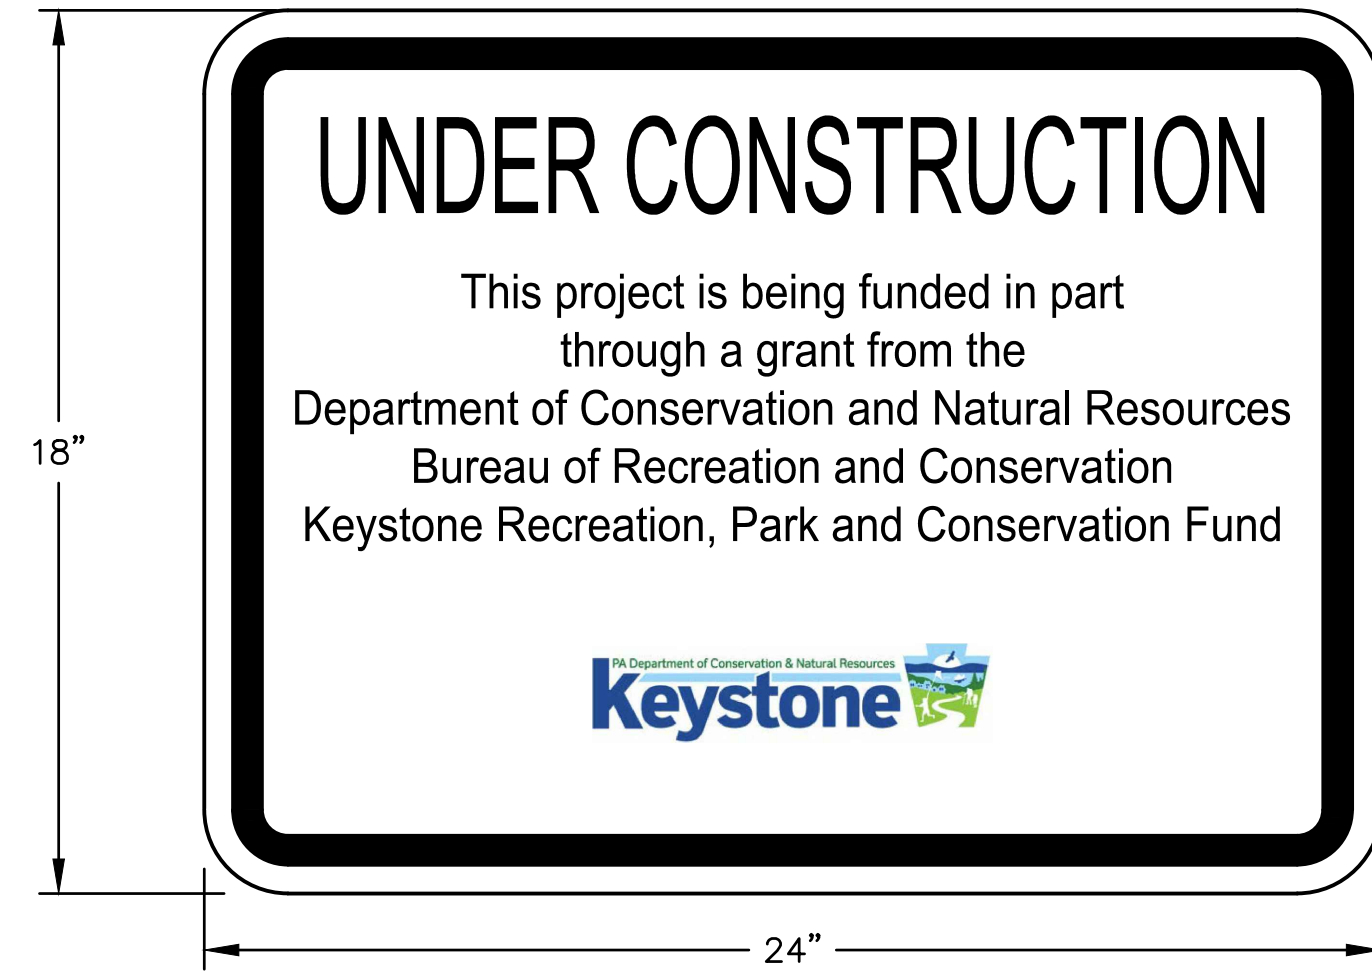 UNDER CONSTRUCTION
This project is being funded in part
through a grant from the
Department of Conservation and Natural Resources
Bureau of Recreation and Conservation
Keystone Recreation, Park and Conservation Fund
PA Department of Conservation & Natural Resources
Keystone
18”
24”